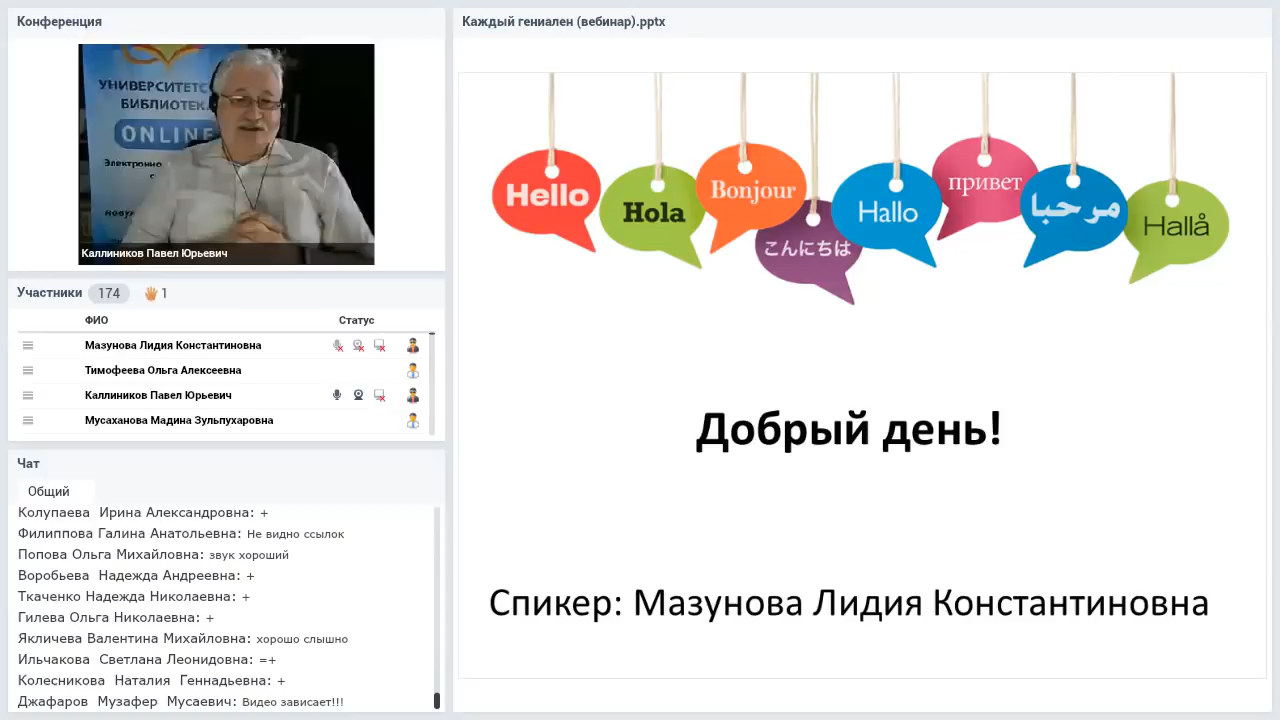 Конференция
УНИВЕРСИТЕТС
БИБЛИОТЕКА
ONLINE
Электронно
Каллиников Павел Юрьевич
Участники 174 1
ФИО Статус
Мазунова Лидия Константиновна
Тимофеева Ольга Алексеевна
Каллиников Павел Юрьевич
Мусаханова Мадина Зульпухаровна
Чат
Общий
Колупаева Ирина Александровна: +
Филиппова Галина Анатольевна: Не видно ссылок
Попова Ольга Михайловна: звук хороший
Воробьева Надежда Андреевна: +
Ткаченко Надежда Николаевна: +
Гилева Ольга Николаевна: +
Якличева Валентина Михайловна: хорошо слышно
Ильчакова Светлана Леонидовна: =+
Колесникова Наталия Геннадьевна: +
Джафаров Музафер Мусаевич: Видео зависает!!!
Каждый гениален (вебинар).pptx
Hello
Hola
Bonjour
こんにちは
Hallo
привет
مرحبا
Hallå
Добрый день!
Спикер: Мазунова Лидия Константиновна